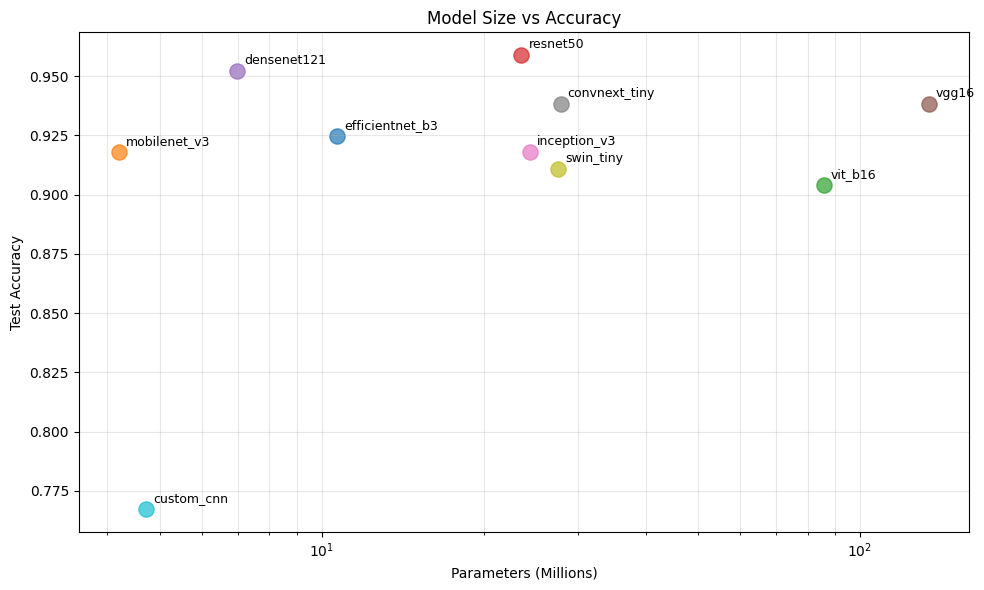 Model Size vs Accuracy
resnet50
densenet121
convnext_tiny
vgg16
efficientnet_b3
mobilenet_v3
inception_v3
swin_tiny
vit_b16
custom_cnn
0.950
0.925
0.900
0.875
0.850
0.825
0.800
0.775
Test Accuracy
10¹
10²
Parameters (Millions)